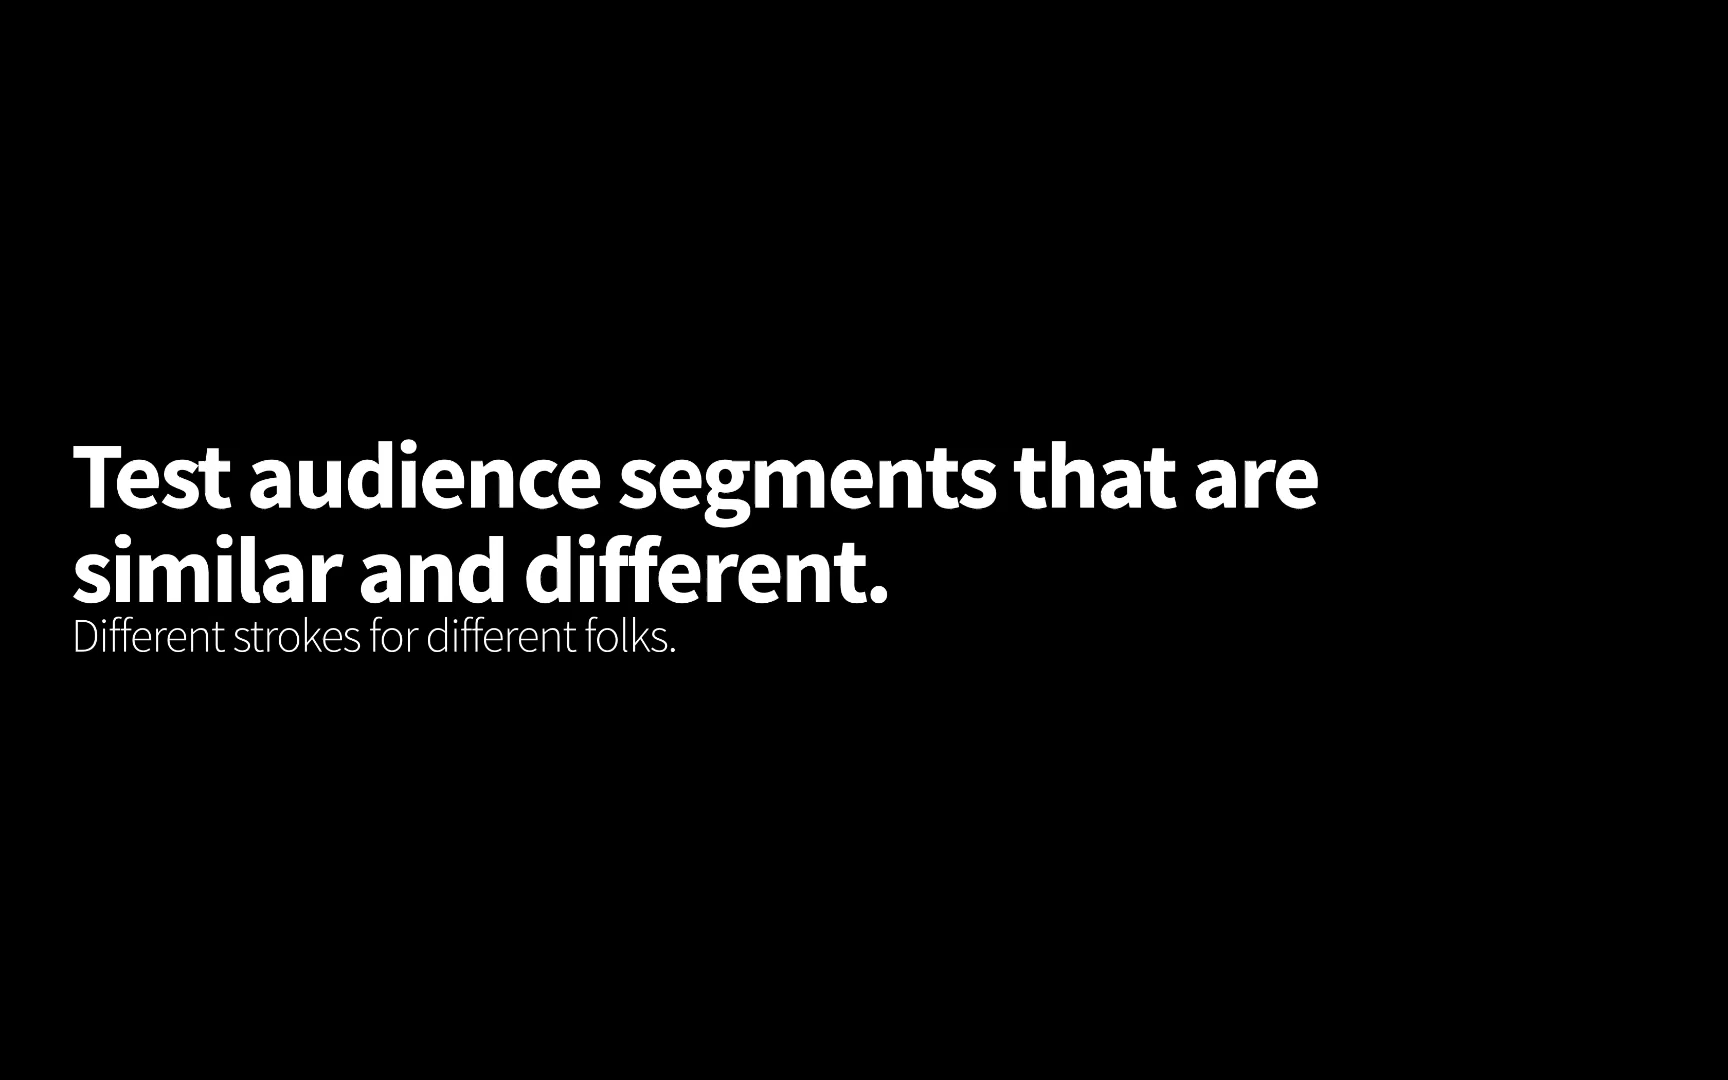 Test audience segments that are
similar and different.
Different strokes for different folks.